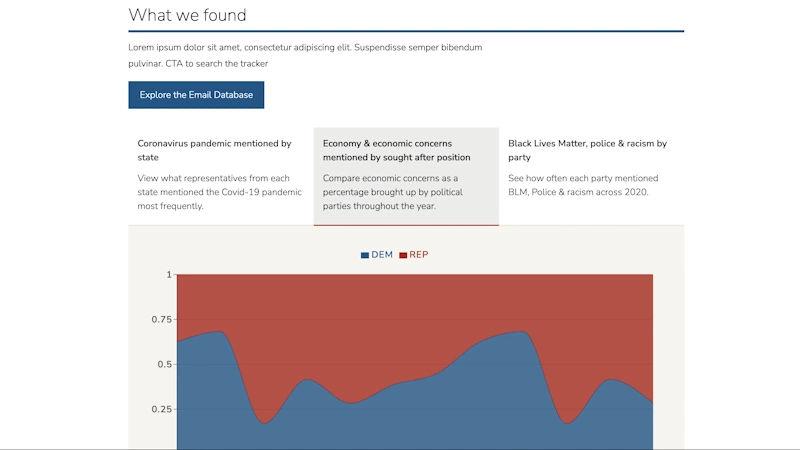 What we found
Lorem ipsum dolor sit amet, consectetur adipiscing elit. Suspendisse semper bibendum
pulvinar. CTA to search the tracker
Explore the Email Database
Coronavirus pandemic mentioned by
state
View what representatives from each
state mentioned the Covid-19 pandemic
most frequently.
Economy & economic concerns
mentioned by sought after position
Compare economic concerns as a
percentage brought up by political
parties throughout the year.
Black Lives Matter, police & racism by
party
See how often each party mentioned
BLM, Police & racism across 2020.
DEM REP
1
0.75
0.5
0.25